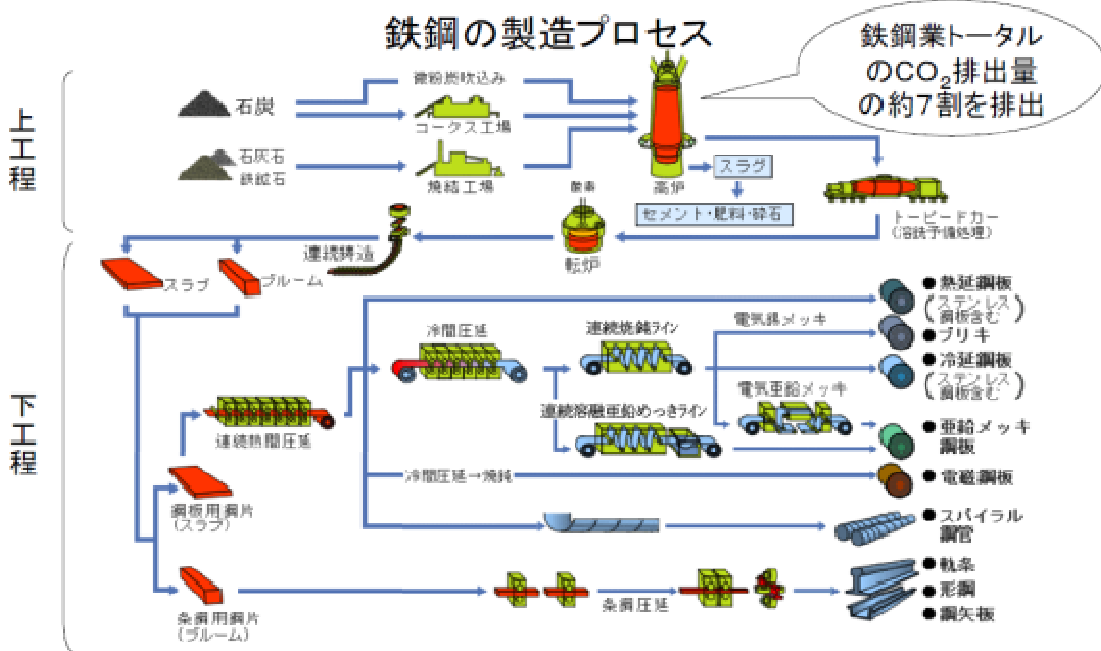 鉄鋼の製造プロセス
鉄鋼業トータル
のCO₂排出量
の約7割を排出
上工程
石炭
微粉炭吹込み
コークス工場
石灰石
鉄鉱石
焼結工場
高炉
スラグ
セメント・肥料・砕石
トーピードカー
(溶銑予備処理)
酸素
転炉
連続鋳造
スラブ
ブルーム
下工程
連続熱間圧延
鋼板用鋼片
(スラブ)
条鋼用鋼片
(ブルーム)
冷間圧延
連続焼鈍ライン
連続溶融亜鉛めっきライン
電気錫メッキ
電気亜鉛メッキ
冷間圧延→焼鈍
条鋼圧延
●熱延鋼板
(ステンレス
鋼板含む)
●ブリキ
●冷延鋼板
(ステンレス
鋼板含む)
●亜鉛メッキ
鋼板
●電磁鋼板
●スパイラル
鋼管
●軌条
●形鋼
●鋼矢板